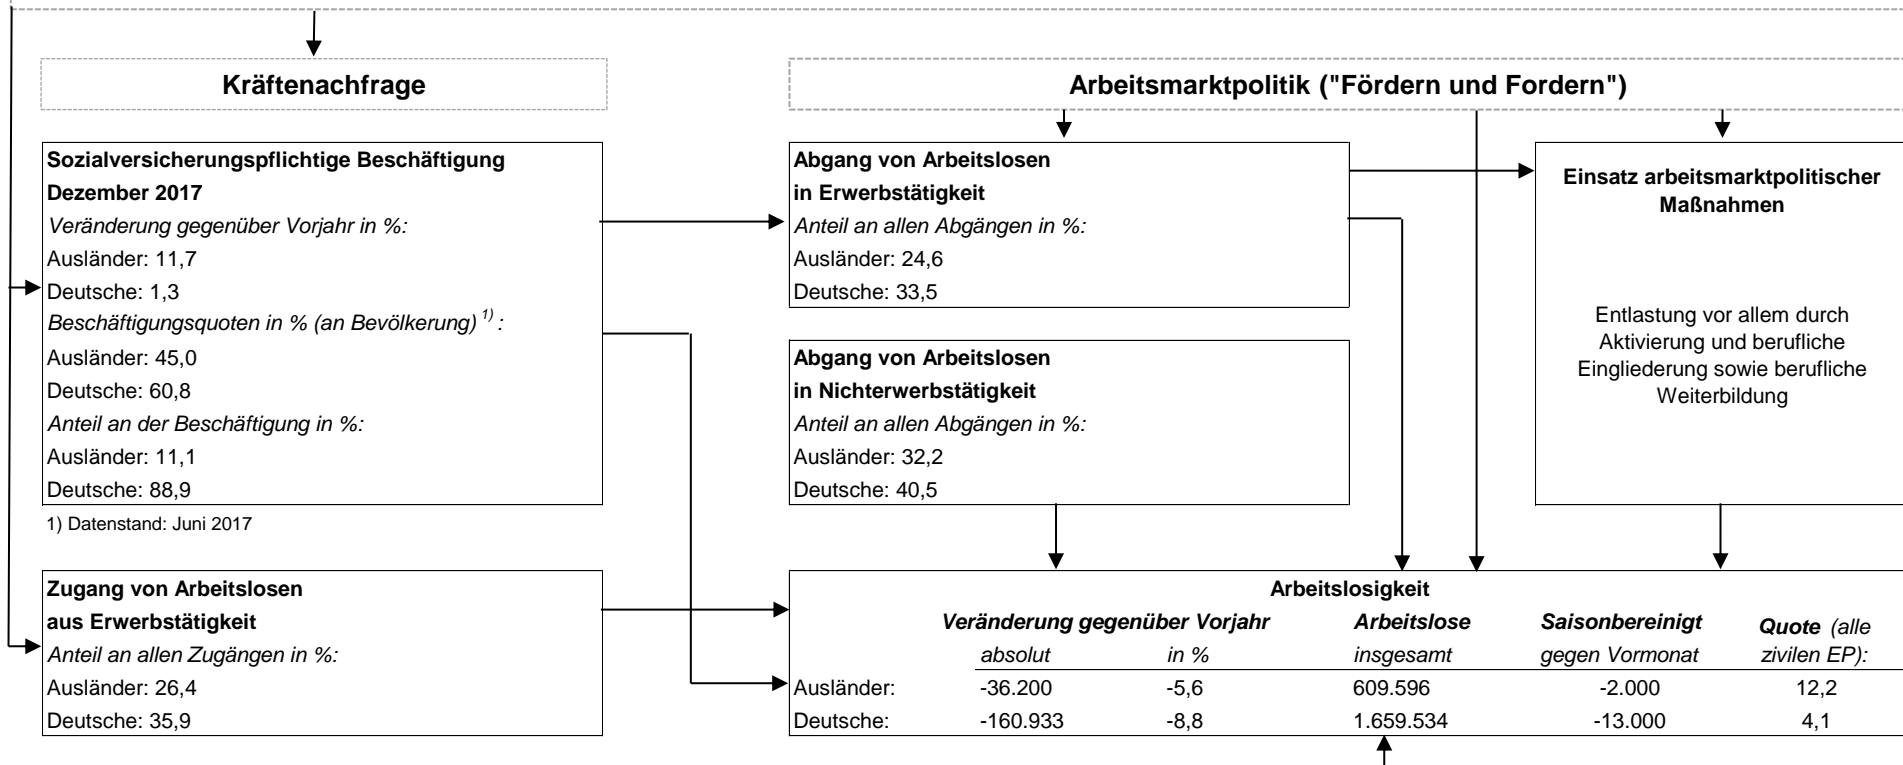 Kräftenachfrage
Arbeitsmarktpolitik ("Fördern und Fordern")
Sozialversicherungspflichtige Beschäftigung
Dezember 2017
Veränderung gegenüber Vorjahr in %:
Ausländer: 11,7
Deutsche: 1,3
Beschäftigungsquoten in % (an Bevölkerung) 1) :
Ausländer: 45,0
Deutsche: 60,8
Anteil an der Beschäftigung in %:
Ausländer: 11,1
Deutsche: 88,9
1) Datenstand: Juni 2017
Abgang von Arbeitslosen
in Erwerbstätigkeit
Anteil an allen Abgängen in %:
Ausländer: 24,6
Deutsche: 33,5
Abgang von Arbeitslosen
in Nichterwerbstätigkeit
Anteil an allen Abgängen in %:
Ausländer: 32,2
Deutsche: 40,5
Einsatz arbeitsmarktpolitischer
Maßnahmen
Entlastung vor allem durch
Aktivierung und berufliche
Eingliederung sowie berufliche
Weiterbildung
Zugang von Arbeitslosen
aus Erwerbstätigkeit
Anteil an allen Zugängen in %:
Ausländer: 26,4
Deutsche: 35,9
Arbeitslosigkeit
Veränderung gegenüber Vorjahr Arbeitslose Saisonbereinigt Quote (alle
absolut in % insgesamt gegen Vormonat zivilen EP):
Ausländer: -36.200 -5,6 609.596 -2.000 12,2
Deutsche: -160.933 -8,8 1.659.534 -13.000 4,1